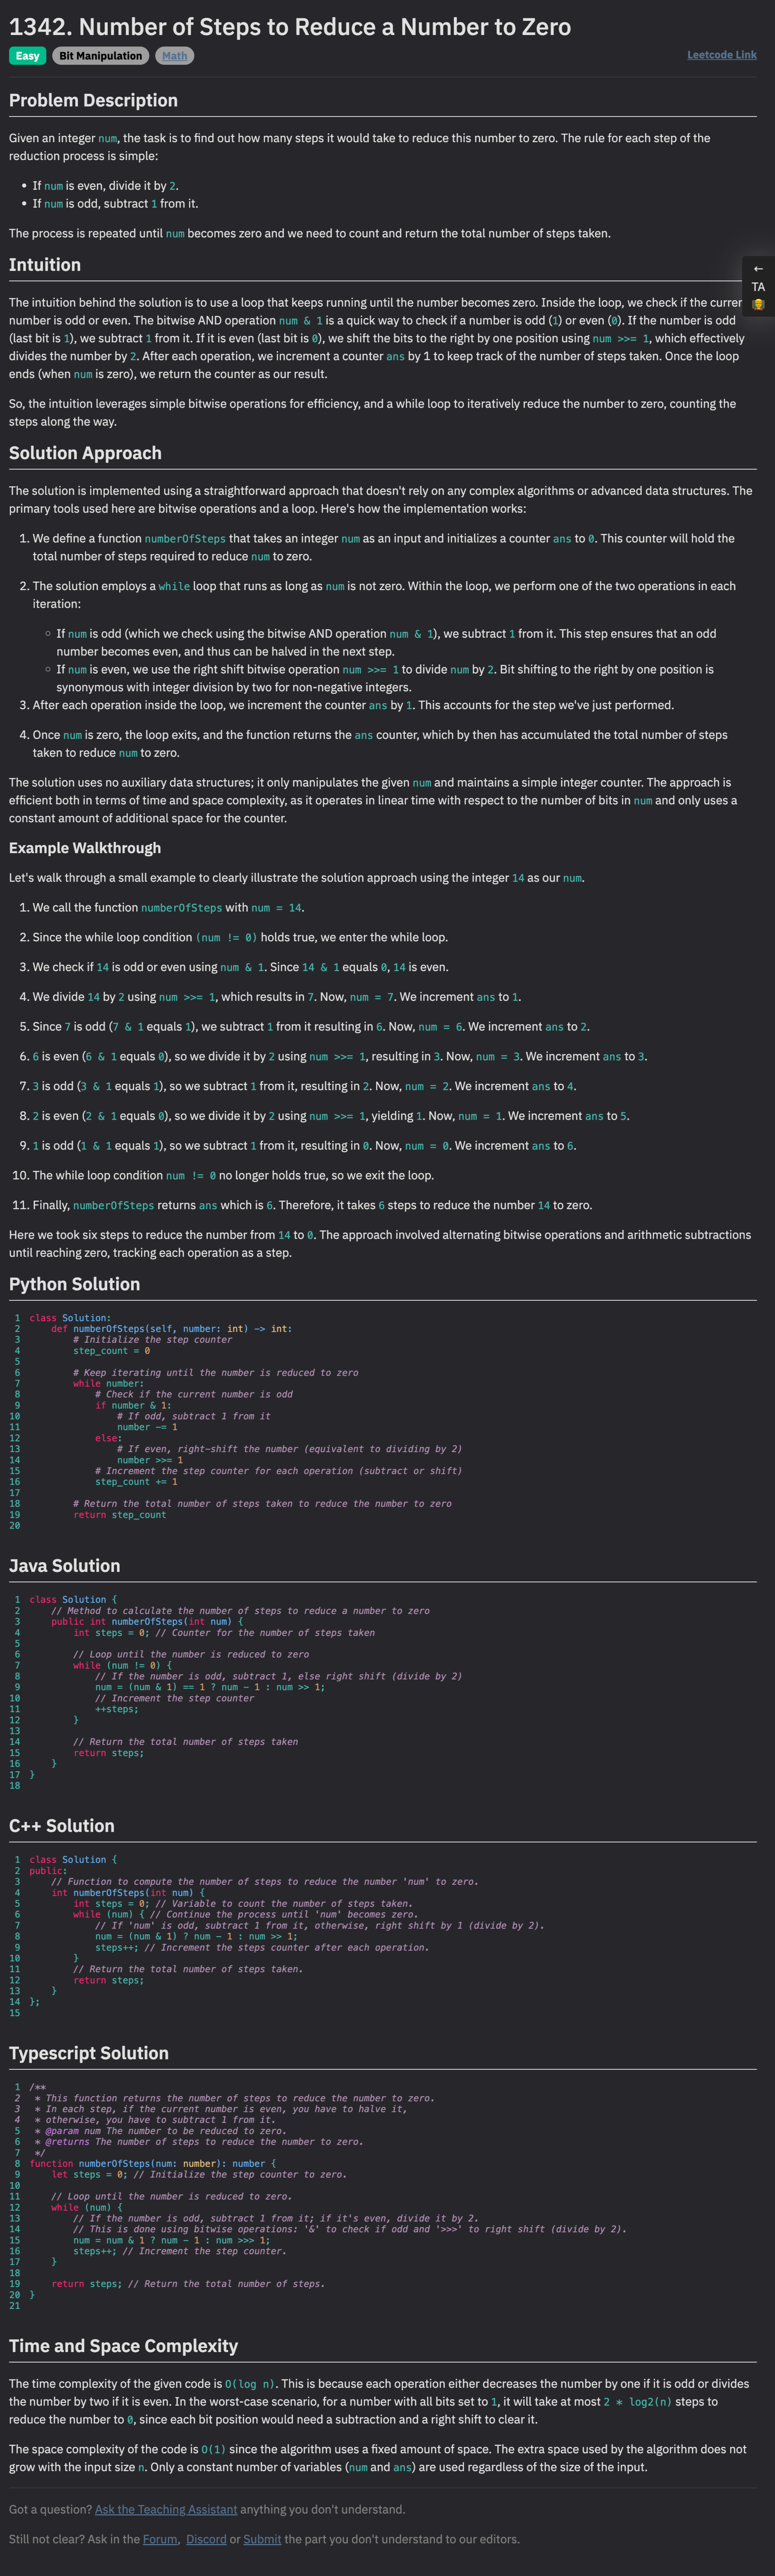 1342. Number of Steps to Reduce a Number to Zero
Easy Bit Manipulation Math Leetcode Link
Problem Description
Given an integer num, the task is to find out how many steps it would take to reduce this number to zero. The rule for each step of the
reduction process is simple:
• If num is even, divide it by 2.
• If num is odd, subtract 1 from it.
The process is repeated until num becomes zero and we need to count and return the total number of steps taken.
Intuition
←
TA
The intuition behind the solution is to use a loop that keeps running until the number becomes zero. Inside the loop, we check if the curren
number is odd or even. The bitwise AND operation num & 1 is a quick way to check if a number is odd (1) or even (0). If the number is odd
(last bit is 1), we subtract 1 from it. If it is even (last bit is 0), we shift the bits to the right by one position using num >>= 1, which effectively
divides the number by 2. After each operation, we increment a counter ans by 1 to keep track of the number of steps taken. Once the loop
ends (when num is zero), we return the counter as our result.
So, the intuition leverages simple bitwise operations for efficiency, and a while loop to iteratively reduce the number to zero, counting the
steps along the way.
Solution Approach
The solution is implemented using a straightforward approach that doesn't rely on any complex algorithms or advanced data structures. The
primary tools used here are bitwise operations and a loop. Here's how the implementation works:
1. We define a function numberOfSteps that takes an integer num as an input and initializes a counter ans to 0. This counter will hold the
total number of steps required to reduce num to zero.
2. The solution employs a while loop that runs as long as num is not zero. Within the loop, we perform one of the two operations in each
iteration:
◦ If num is odd (which we check using the bitwise AND operation num & 1), we subtract 1 from it. This step ensures that an odd
number becomes even, and thus can be halved in the next step.
◦ If num is even, we use the right shift bitwise operation num >>= 1 to divide num by 2. Bit shifting to the right by one position is
synonymous with integer division by two for non-negative integers.
3. After each operation inside the loop, we increment the counter ans by 1. This accounts for the step we've just performed.
4. Once num is zero, the loop exits, and the function returns the ans counter, which by then has accumulated the total number of steps
taken to reduce num to zero.
The solution uses no auxiliary data structures; it only manipulates the given num and maintains a simple integer counter. The approach is
efficient both in terms of time and space complexity, as it operates in linear time with respect to the number of bits in num and only uses a
constant amount of additional space for the counter.
Example Walkthrough
Let's walk through a small example to clearly illustrate the solution approach using the integer 14 as our num.
1. We call the function numberOfSteps with num = 14.
2. Since the while loop condition (num != 0) holds true, we enter the while loop.
3. We check if 14 is odd or even using num & 1. Since 14 & 1 equals 0, 14 is even.
4. We divide 14 by 2 using num >>= 1, which results in 7. Now, num = 7. We increment ans to 1.
5. Since 7 is odd (7 & 1 equals 1), we subtract 1 from it resulting in 6. Now, num = 6. We increment ans to 2.
6. 6 is even (6 & 1 equals 0), so we divide it by 2 using num >>= 1, resulting in 3. Now, num = 3. We increment ans to 3.
7. 3 is odd (3 & 1 equals 1), so we subtract 1 from it, resulting in 2. Now, num = 2. We increment ans to 4.
8. 2 is even (2 & 1 equals 0), so we divide it by 2 using num >>= 1, yielding 1. Now, num = 1. We increment ans to 5.
9. 1 is odd (1 & 1 equals 1), so we subtract 1 from it, resulting in 0. Now, num = 0. We increment ans to 6.
10. The while loop condition num != 0 no longer holds true, so we exit the loop.
11. Finally, numberOfSteps returns ans which is 6. Therefore, it takes 6 steps to reduce the number 14 to zero.
Here we took six steps to reduce the number from 14 to 0. The approach involved alternating bitwise operations and arithmetic subtractions
until reaching zero, tracking each operation as a step.
Python Solution
1 class Solution:
2     def numberOfSteps(self, number: int) -> int:
3         # Initialize the step counter
4         step_count = 0
5
6         # Keep iterating until the number is reduced to zero
7         while number:
8             # Check if the current number is odd
9             if number & 1:
10                 # If odd, subtract 1 from it
11                 number -= 1
12             else:
13                 # If even, right-shift the number (equivalent to dividing by 2)
14                 number >>= 1
15             # Increment the step counter for each operation (subtract or shift)
16             step_count += 1
17
18         # Return the total number of steps taken to reduce the number to zero
19         return step_count
20
Java Solution
1 class Solution {
2     // Method to calculate the number of steps to reduce a number to zero
3     public int numberOfSteps(int num) {
4         int steps = 0; // Counter for the number of steps taken
5
6         // Loop until the number is reduced to zero
7         while (num != 0) {
8             // If the number is odd, subtract 1, else right shift (divide by 2)
9             num = (num & 1) == 1 ? num - 1 : num >> 1;
10             // Increment the step counter
11             ++steps;
12         }
13
14         // Return the total number of steps taken
15         return steps;
16     }
17 }
18
C++ Solution
1 class Solution {
2 public:
3     // Function to compute the number of steps to reduce the number 'num' to zero.
4     int numberOfSteps(int num) {
5         int steps = 0; // Variable to count the number of steps taken.
6         while (num) { // Continue the process until 'num' becomes zero.
7             // If 'num' is odd, subtract 1 from it, otherwise, right shift by 1 (divide by 2).
8             num = (num & 1) ? num - 1 : num >> 1;
9             steps++; // Increment the steps counter after each operation.
10         }
11         // Return the total number of steps taken.
12         return steps;
13     }
14 };
15
Typescript Solution
1 /**
2  * This function returns the number of steps to reduce the number to zero.
3  * In each step, if the current number is even, you have to halve it,
4  * otherwise, you have to subtract 1 from it.
5  * @param num The number to be reduced to zero.
6  * @returns The number of steps to reduce the number to zero.
7  */
8 function numberOfSteps(num: number): number {
9     let steps = 0; // Initialize the step counter to zero.
10
11     // Loop until the number is reduced to zero.
12     while (num) {
13         // If the number is odd, subtract 1 from it; if it's even, divide it by 2.
14         // This is done using bitwise operations: '&' to check if odd and '>>>' to right shift (divide by 2).
15         num = num & 1 ? num - 1 : num >>> 1;
16         steps++; // Increment the step counter.
17     }
18
19     return steps; // Return the total number of steps.
20 }
21
Time and Space Complexity
The time complexity of the given code is O(log n). This is because each operation either decreases the number by one if it is odd or divides
the number by two if it is even. In the worst-case scenario, for a number with all bits set to 1, it will take at most 2 * log2(n) steps to
reduce the number to 0, since each bit position would need a subtraction and a right shift to clear it.
The space complexity of the code is O(1) since the algorithm uses a fixed amount of space. The extra space used by the algorithm does not
grow with the input size n. Only a constant number of variables (num and ans) are used regardless of the size of the input.
Got a question? Ask the Teaching Assistant anything you don't understand.
Still not clear? Ask in the Forum, Discord or Submit the part you don't understand to our editors.